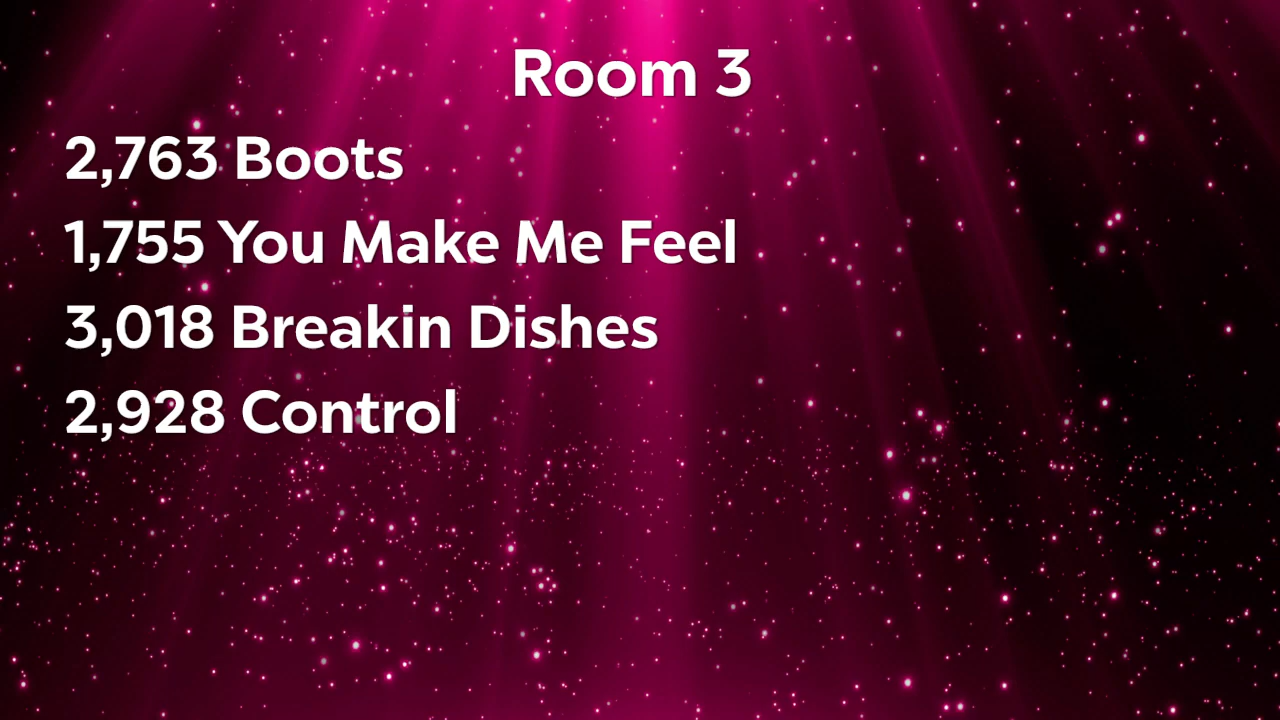 Room 3
2,763 Boots
1,755 You Make Me Feel
3,018 Breakin Dishes
2,928 Control